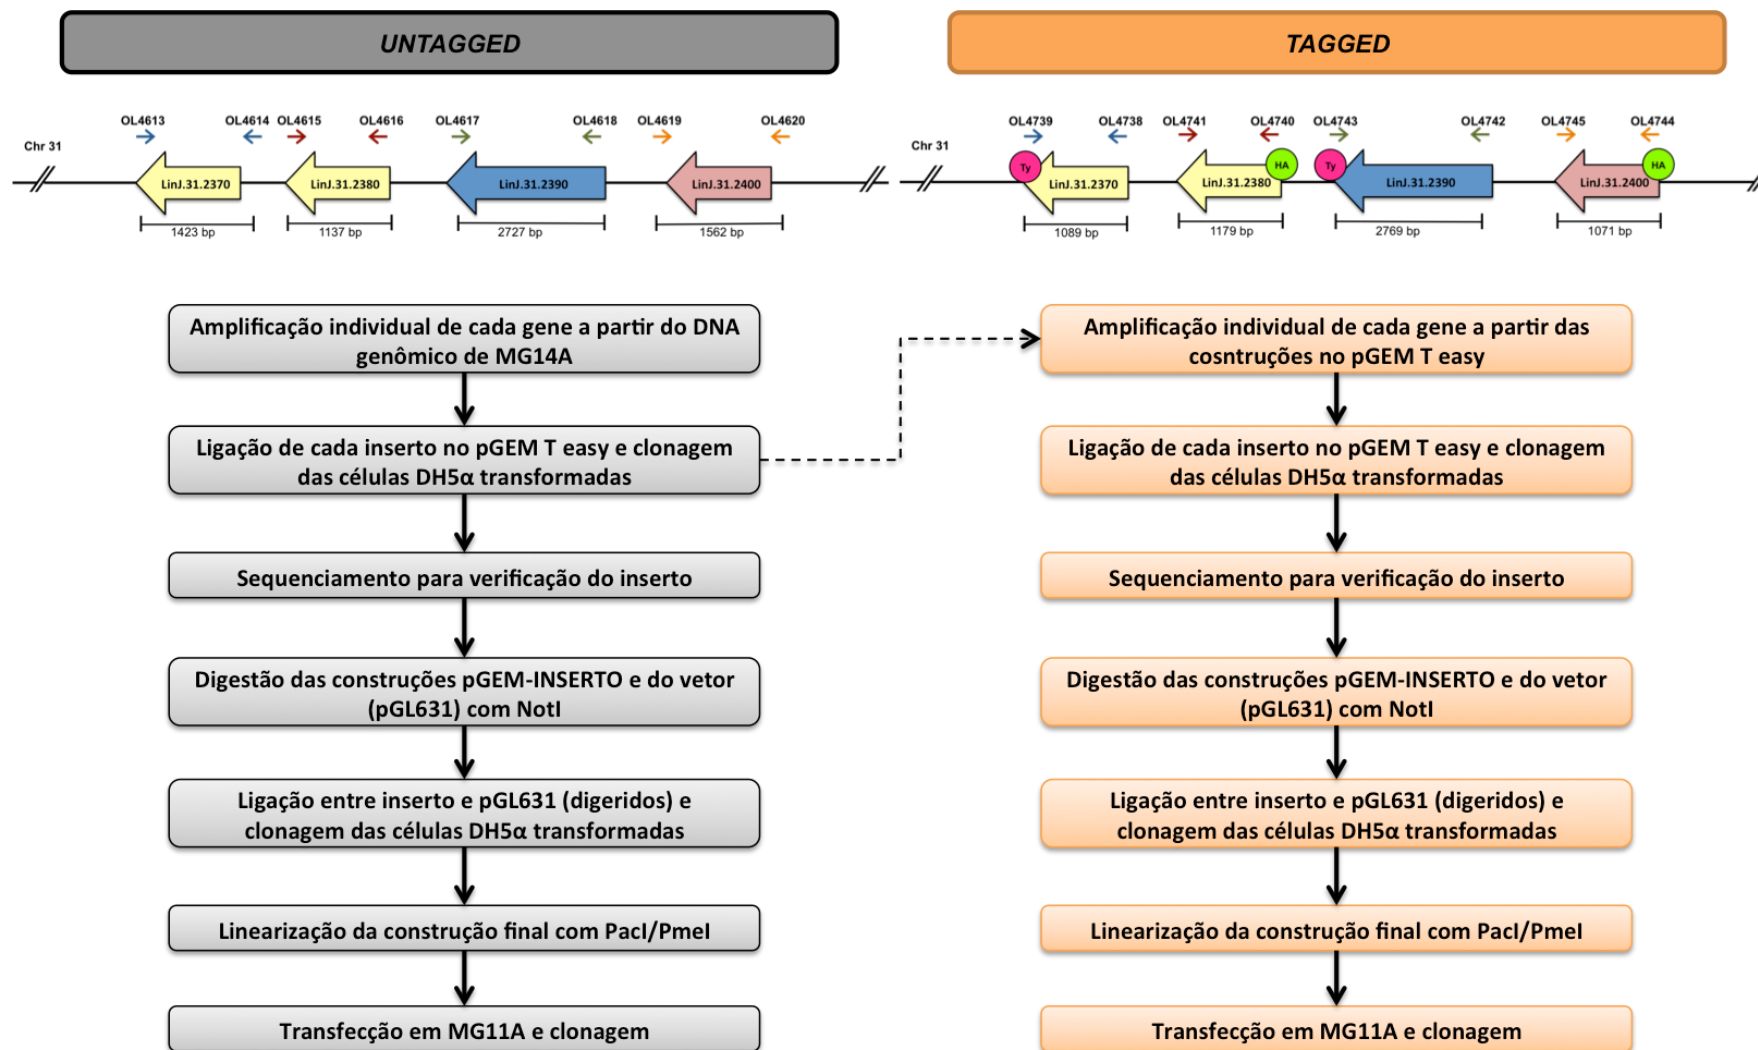 UNTAGGED
OL4613 OL4614 OL4615 OL4616 OL4617 OL4618 OL4619 OL4620
Chr 31
LinJ.31.2370 LinJ.31.2380 LinJ.31.2390 LinJ.31.2400
1423 bp 1137 bp 2727 bp 1562 bp
Amplificação individual de cada gene a partir do DNA
genômico de MG14A
Ligação de cada inserto no pGEM T easy e clonagem
das células DH5α transformadas
Sequenciamento para verificação do inserto
Digestão das construções pGEM-INSERTO e do vetor
(pGL631) com NotI
Ligação entre inserto e pGL631 (digeridos) e
clonagem das células DH5α transformadas
Linearização da construção final com PacI/PmeI
Transfecção em MG11A e clonagem
TAGGED
OL4739 OL4738 OL4741 OL4740 OL4743 OL4742 OL4745 OL4744
Chr 31
Ty HA Ty HA
LinJ.31.2370 LinJ.31.2380 LinJ.31.2390 LinJ.31.2400
1089 bp 1179 bp 2769 bp 1071 bp
Amplificação individual de cada gene a partir das
cosntruções no pGEM T easy
Ligação de cada inserto no pGEM T easy e clonagem
das células DH5α transformadas
Sequenciamento para verificação do inserto
Digestão das construções pGEM-INSERTO e do vetor
(pGL631) com NotI
Ligação entre inserto e pGL631 (digeridos) e
clonagem das células DH5α transformadas
Linearização da construção final com PacI/PmeI
Transfecção em MG11A e clonagem